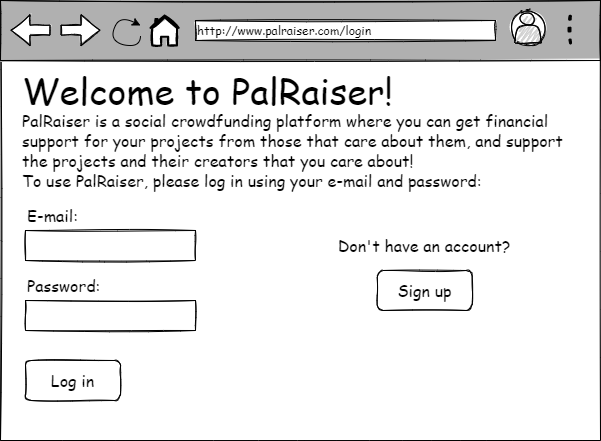 http://www.palraiser.com/login
Welcome to PalRaiser!
PalRaiser is a social crowdfunding platform where you can get financial
support for your projects from those that care about them, and support
the projects and their creators that you care about!
To use PalRaiser, please log in using your e-mail and password:
E-mail:
Don't have an account?
Password:
Sign up
Log in